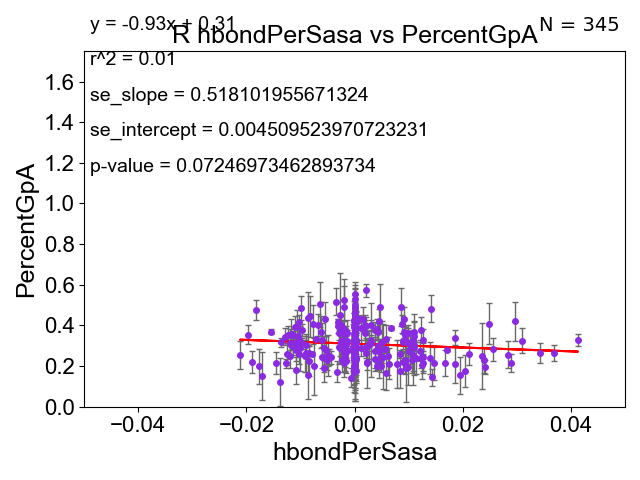 y = -0.93x + 0.31
N = 345
R hbondPerSasa vs PercentGpA
r^2 = 0.01
se_slope = 0.518101955671324
se_intercept = 0.004509523970723231
p-value = 0.07246973462893734
1.6
1.4
1.2
1.0
0.8
0.6
0.4
0.2
0.0
PercentGpA
−0.04
−0.02
0.00
0.02
0.04
hbondPerSasa